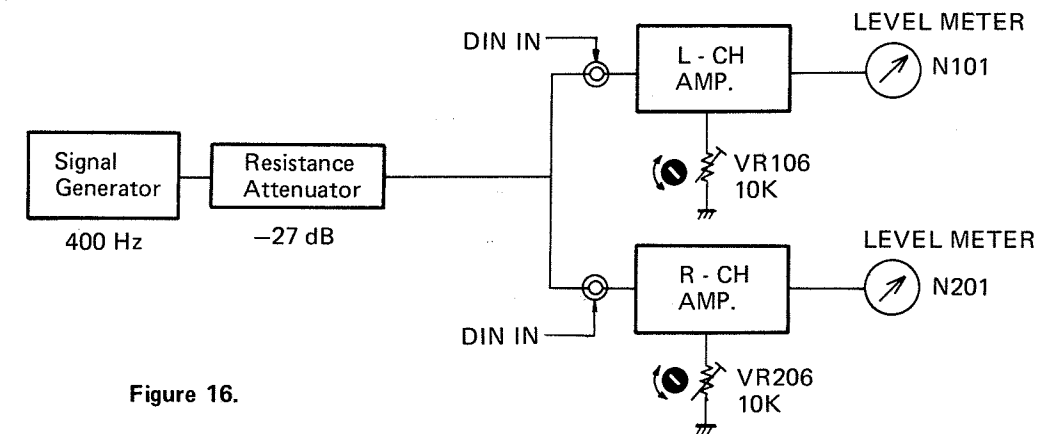 LEVEL METER
DIN IN
L - CH
AMP.
N101
Signal
Generator
400 Hz
Resistance
Attenuator
−27 dB
VR106
10K
LEVEL METER
R - CH
AMP.
N201
DIN IN
VR206
10K
Figure 16.